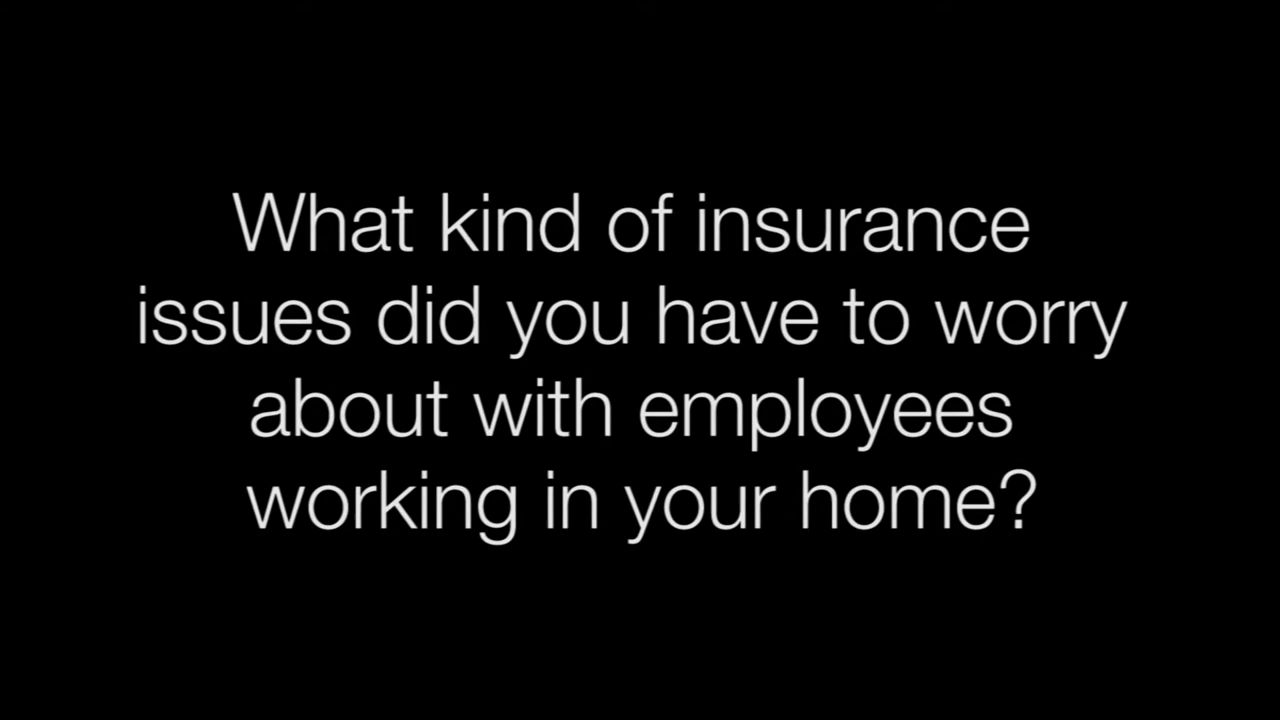 What kind of insurance
issues did you have to worry
about with employees
working in your home?